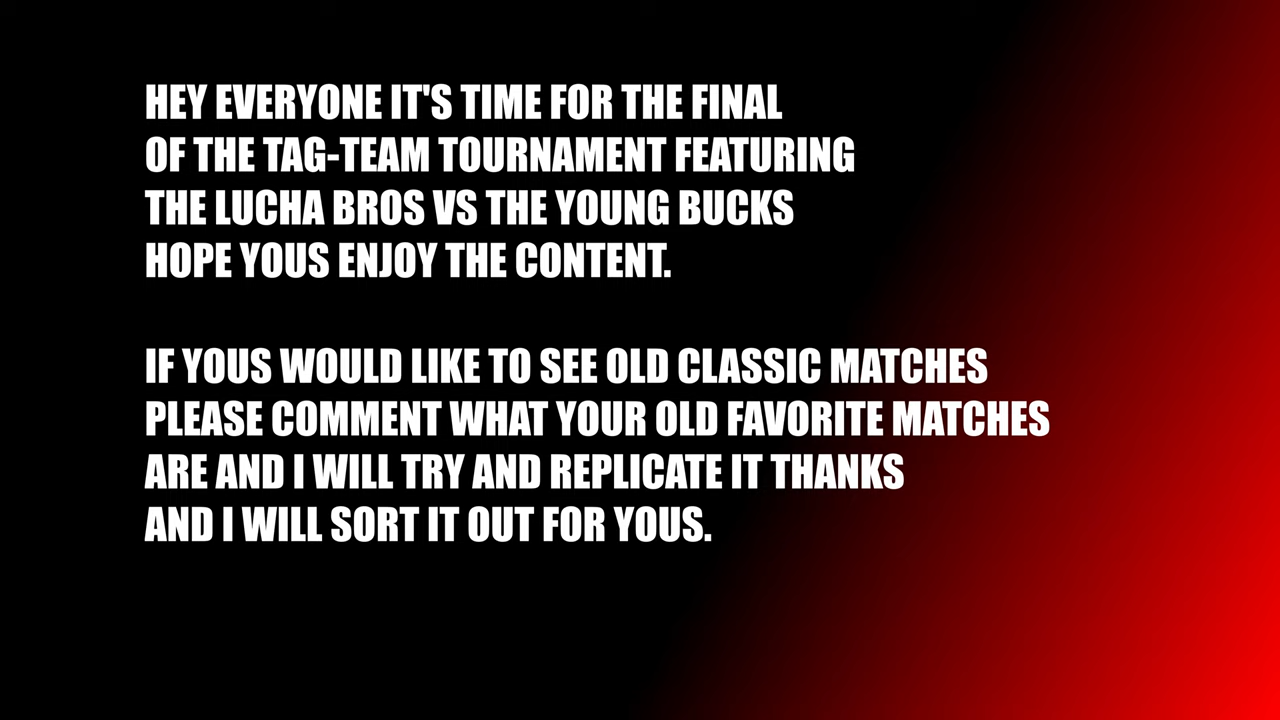 HEY EVERYONE IT'S TIME FOR THE FINAL
OF THE TAG-TEAM TOURNAMENT FEATURING
THE LUCHA BROS VS THE YOUNG BUCKS
HOPE YOUS ENJOY THE CONTENT.
IF YOUS WOULD LIKE TO SEE OLD CLASSIC MATCHES
PLEASE COMMENT WHAT YOUR OLD FAVORITE MATCHES
ARE AND I WILL TRY AND REPLICATE IT THANKS
AND I WILL SORT IT OUT FOR YOUS.